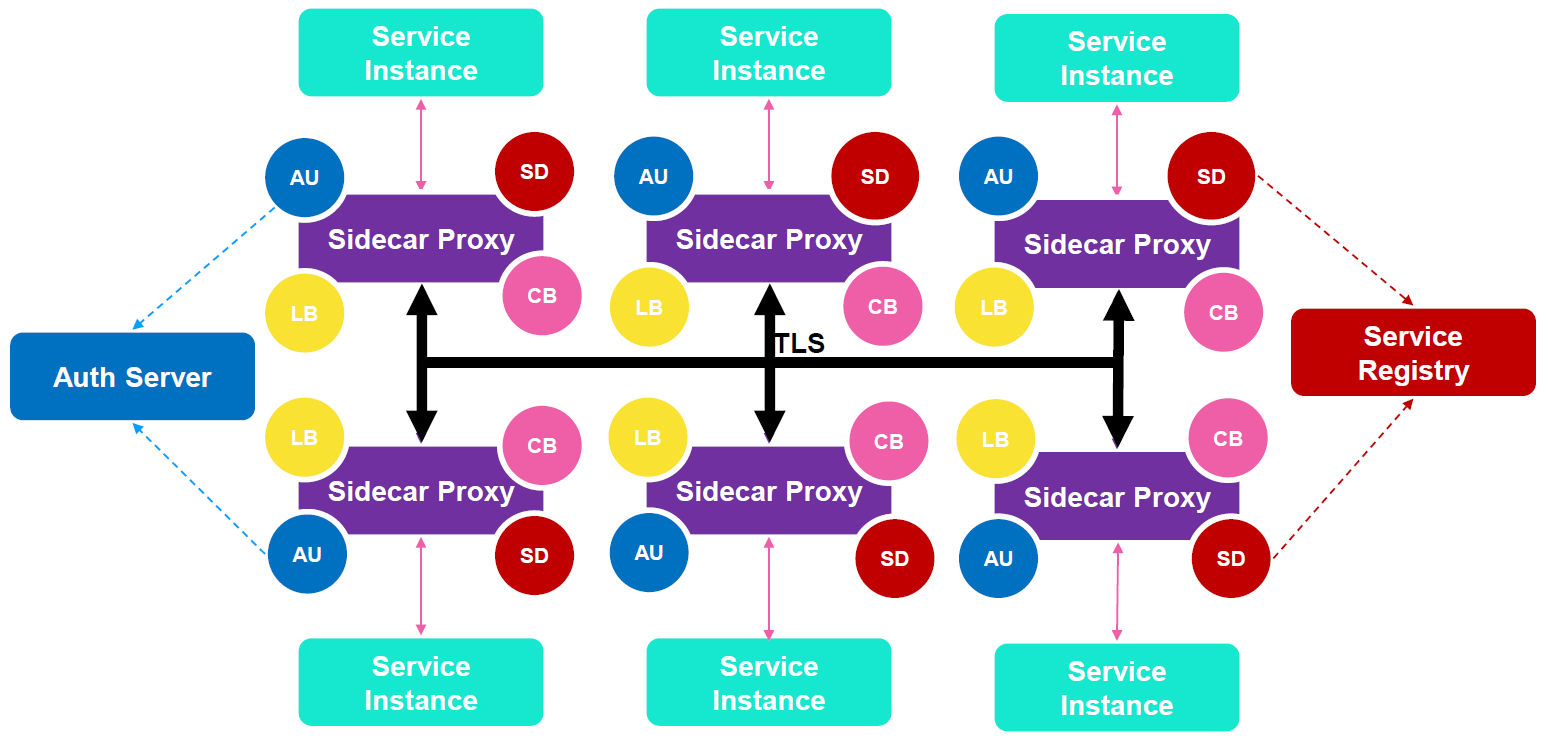 Service
Instance
Service
Instance
Service
Instance
AU
SD
AU
SD
AU
SD
Sidecar Proxy
Sidecar Proxy
Sidecar Proxy
LB
CB
LB
CB
LB
CB
TLS
Auth Server
Service
Registry
LB
CB
LB
CB
LB
CB
Sidecar Proxy
Sidecar Proxy
Sidecar Proxy
AU
SD
AU
SD
AU
SD
Service
Instance
Service
Instance
Service
Instance